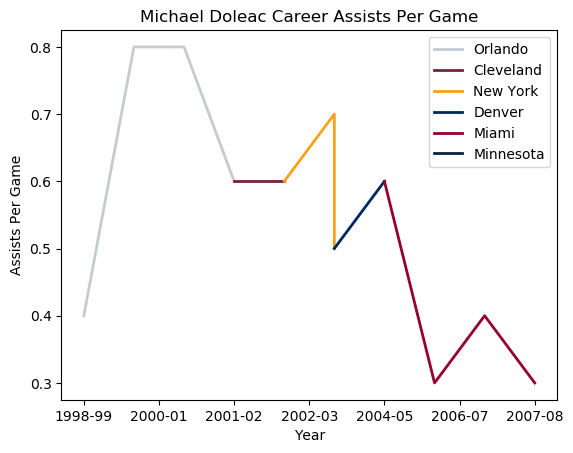 Michael Doleac Career Assists Per Game
Orlando
Cleveland
New York
Denver
Miami
Minnesota
0.8
0.7
0.6
0.5
0.4
0.3
Assists Per Game
1998-99 2000-01 2001-02 2002-03 2004-05 2006-07 2007-08
Year